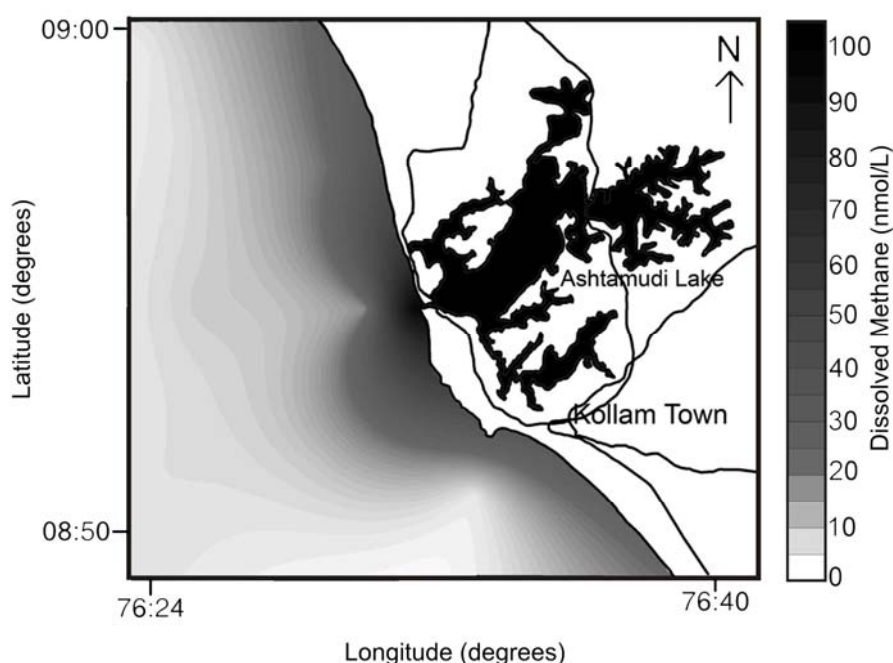 09:00
N
Ashtamudi Lake
Kollam Town
08:50
76:24
76:40
Latitude (degrees)
Longitude (degrees)
100
90
80
70
60
50
40
30
20
10
0
Dissolved Methane (nmol/L)